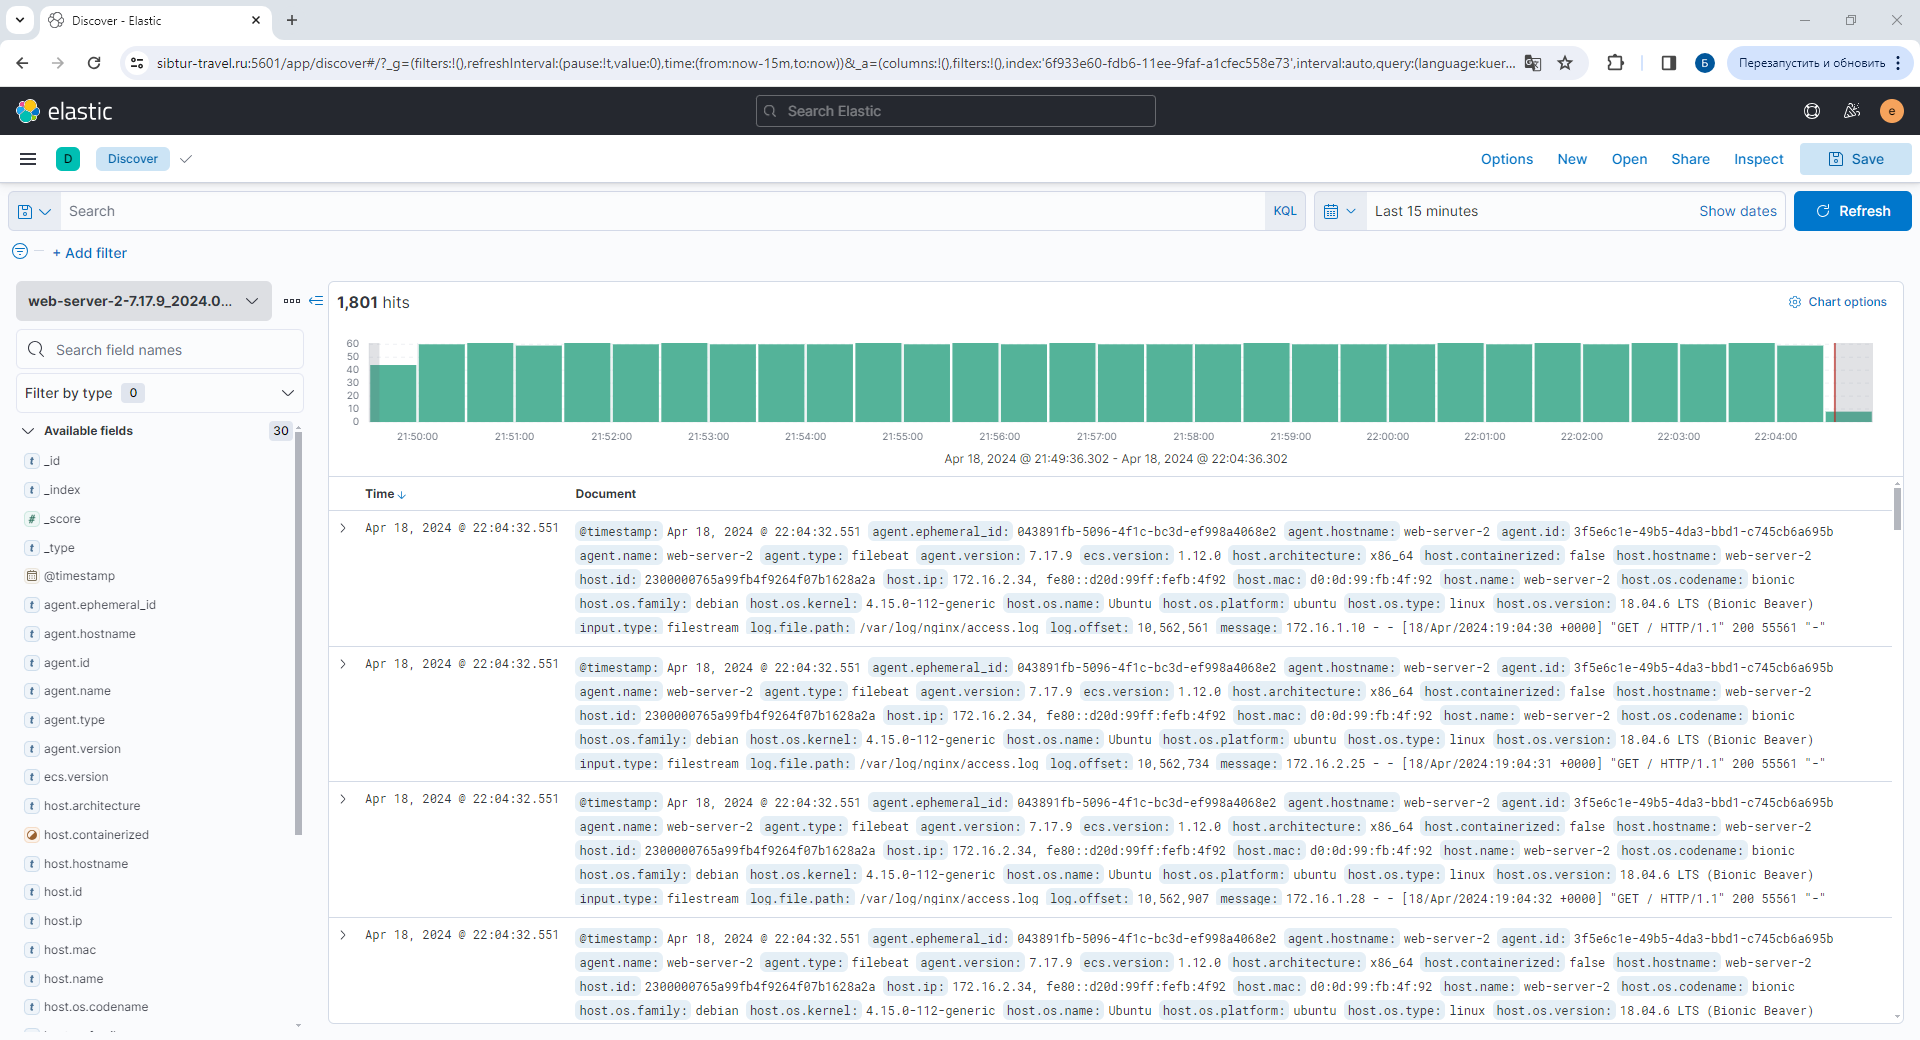 Discover - Elastic
sibtur-travel.ru:5601/app/discover#/?_g=(filters:!(),refreshInterval:(pause:!t,value:0),time:(from:now-15m,to:now))&_a=(columns:!(),filters:!(),index:'6f933e60-fdb6-11ee-9faf-a1cfec558e73',interval:auto,query:(language:kuer...
Б
Перезапустить и обновить
elastic
Search Elastic
e
D
Discover
Options
New
Open
Share
Inspect
Save
Search
KQL
Last 15 minutes
Show dates
Refresh
+ Add filter
web-server-2-7.17.9_2024.0...
Search field names
Filter by type 0
Available fields 30
t _id
t _index
# _score
t _type
@timestamp
t agent.ephemeral_id
t agent.hostname
t agent.id
t agent.name
t agent.type
t agent.version
t ecs.version
t host.architecture
host.containerized
t host.hostname
t host.id
t host.ip
t host.mac
t host.name
t host.os.codename
1,801 hits
Chart options
60
50
40
30
20
10
0
21:50:00 21:51:00 21:52:00 21:53:00 21:54:00 21:55:00 21:56:00 21:57:00 21:58:00 21:59:00 22:00:00 22:01:00 22:02:00 22:03:00 22:04:00
Apr 18, 2024 @ 21:49:36.302 - Apr 18, 2024 @ 22:04:36.302
Time Document
Apr 18, 2024 @ 22:04:32.551 @timestamp: Apr 18, 2024 @ 22:04:32.551 agent.ephemeral_id: 043891fb-5096-4f1c-bc3d-ef998a4068e2 agent.hostname: web-server-2 agent.id: 3f5e6c1e-49b5-4da3-bbd1-c745cb6a695b
agent.name: web-server-2 agent.type: filebeat agent.version: 7.17.9 ecs.version: 1.12.0 host.architecture: x86_64 host.containerized: false host.hostname: web-server-2
host.id: 2300000765a99fb4f9264f07b1628a2a host.ip: 172.16.2.34, fe80::d20d:99ff:fefb:4f92 host.mac: d0:0d:99:fb:4f:92 host.name: web-server-2 host.os.codename: bionic
host.os.family: debian host.os.kernel: 4.15.0-112-generic host.os.name: Ubuntu host.os.platform: ubuntu host.os.type: linux host.os.version: 18.04.6 LTS (Bionic Beaver)
input.type: filestream log.file.path: /var/log/nginx/access.log log.offset: 10,562,561 message: 172.16.1.10 - - [18/Apr/2024:19:04:30 +0000] "GET / HTTP/1.1" 200 55561 "-"
Apr 18, 2024 @ 22:04:32.551 @timestamp: Apr 18, 2024 @ 22:04:32.551 agent.ephemeral_id: 043891fb-5096-4f1c-bc3d-ef998a4068e2 agent.hostname: web-server-2 agent.id: 3f5e6c1e-49b5-4da3-bbd1-c745cb6a695b
agent.name: web-server-2 agent.type: filebeat agent.version: 7.17.9 ecs.version: 1.12.0 host.architecture: x86_64 host.containerized: false host.hostname: web-server-2
host.id: 2300000765a99fb4f9264f07b1628a2a host.ip: 172.16.2.34, fe80::d20d:99ff:fefb:4f92 host.mac: d0:0d:99:fb:4f:92 host.name: web-server-2 host.os.codename: bionic
host.os.family: debian host.os.kernel: 4.15.0-112-generic host.os.name: Ubuntu host.os.platform: ubuntu host.os.type: linux host.os.version: 18.04.6 LTS (Bionic Beaver)
input.type: filestream log.file.path: /var/log/nginx/access.log log.offset: 10,562,734 message: 172.16.2.25 - - [18/Apr/2024:19:04:31 +0000] "GET / HTTP/1.1" 200 55561 "-"
Apr 18, 2024 @ 22:04:32.551 @timestamp: Apr 18, 2024 @ 22:04:32.551 agent.ephemeral_id: 043891fb-5096-4f1c-bc3d-ef998a4068e2 agent.hostname: web-server-2 agent.id: 3f5e6c1e-49b5-4da3-bbd1-c745cb6a695b
agent.name: web-server-2 agent.type: filebeat agent.version: 7.17.9 ecs.version: 1.12.0 host.architecture: x86_64 host.containerized: false host.hostname: web-server-2
host.id: 2300000765a99fb4f9264f07b1628a2a host.ip: 172.16.2.34, fe80::d20d:99ff:fefb:4f92 host.mac: d0:0d:99:fb:4f:92 host.name: web-server-2 host.os.codename: bionic
host.os.family: debian host.os.kernel: 4.15.0-112-generic host.os.name: Ubuntu host.os.platform: ubuntu host.os.type: linux host.os.version: 18.04.6 LTS (Bionic Beaver)
input.type: filestream log.file.path: /var/log/nginx/access.log log.offset: 10,562,907 message: 172.16.1.28 - - [18/Apr/2024:19:04:32 +0000] "GET / HTTP/1.1" 200 55561 "-"
Apr 18, 2024 @ 22:04:32.551 @timestamp: Apr 18, 2024 @ 22:04:32.551 agent.ephemeral_id: 043891fb-5096-4f1c-bc3d-ef998a4068e2 agent.hostname: web-server-2 agent.id: 3f5e6c1e-49b5-4da3-bbd1-c745cb6a695b
agent.name: web-server-2 agent.type: filebeat agent.version: 7.17.9 ecs.version: 1.12.0 host.architecture: x86_64 host.containerized: false host.hostname: web-server-2
host.id: 2300000765a99fb4f9264f07b1628a2a host.ip: 172.16.2.34, fe80::d20d:99ff:fefb:4f92 host.mac: d0:0d:99:fb:4f:92 host.name: web-server-2 host.os.codename: bionic
host.os.family: debian host.os.kernel: 4.15.0-112-generic host.os.name: Ubuntu host.os.platform: ubuntu host.os.type: linux host.os.version: 18.04.6 LTS (Bionic Beaver)